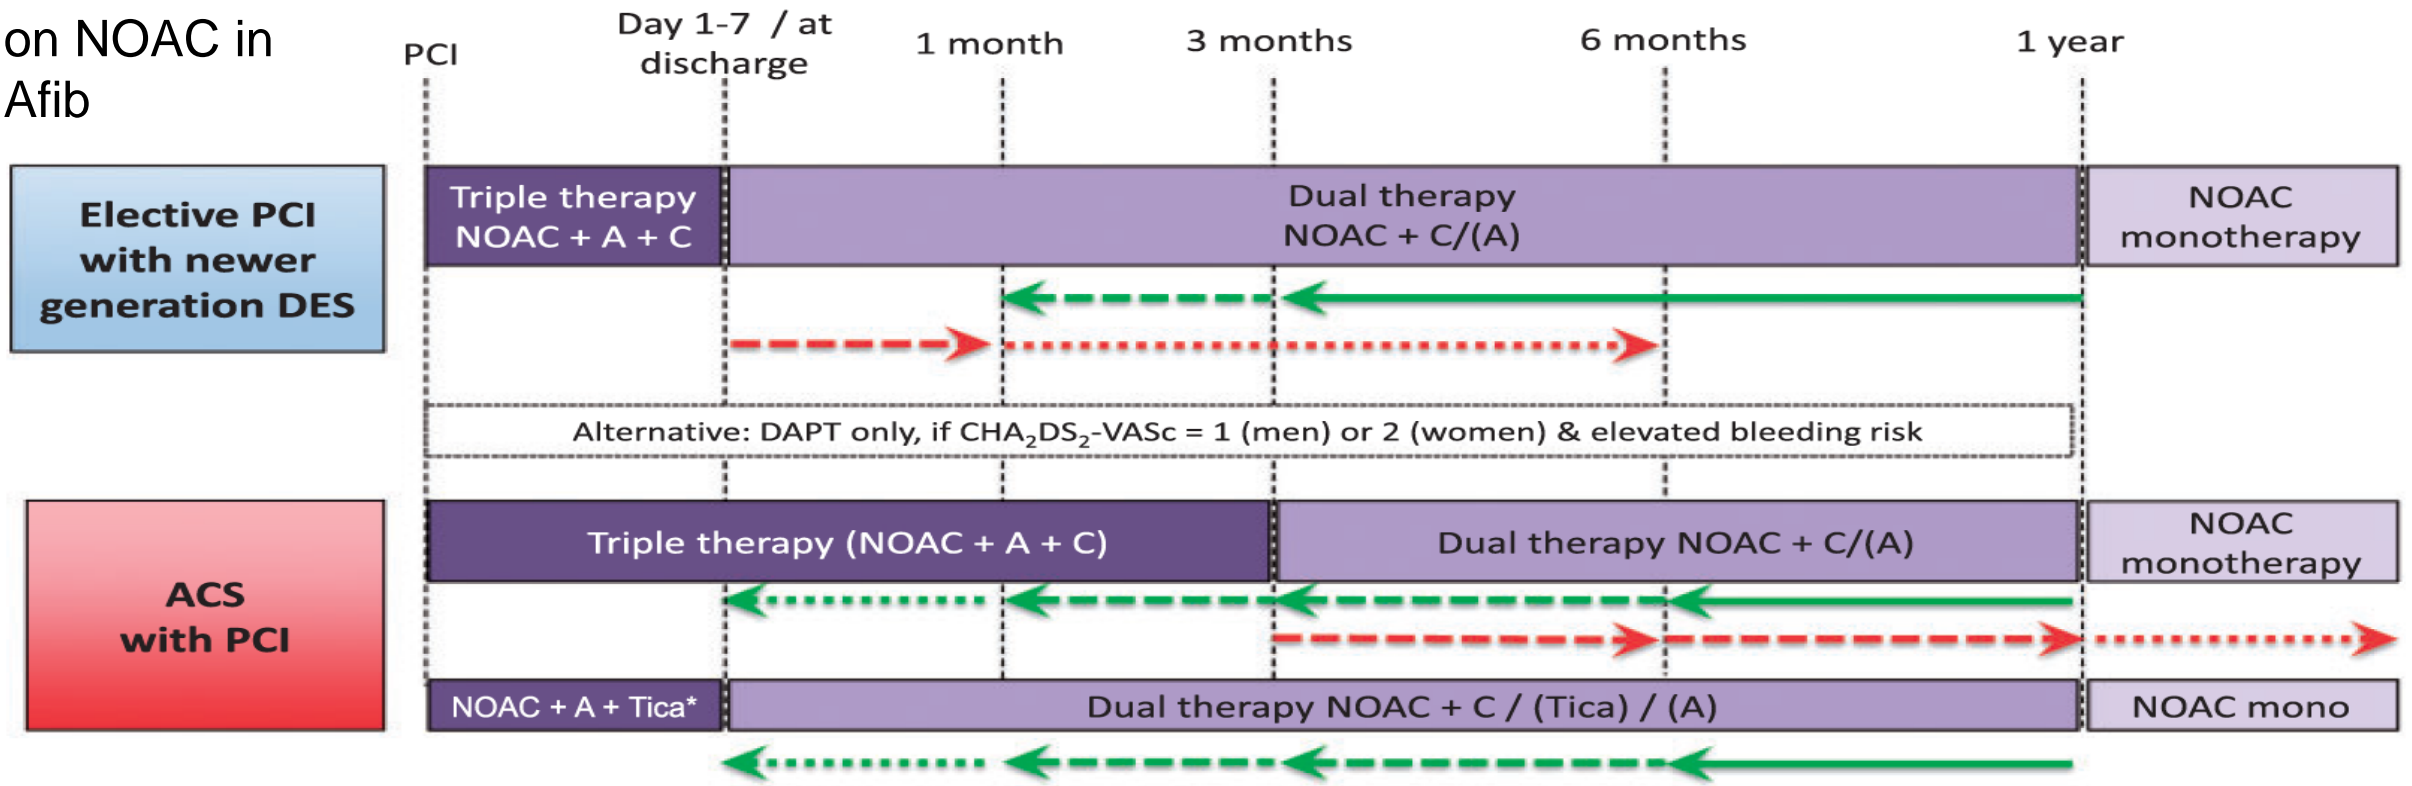 on NOAC in
Afib
PCI
Day 1-7 / at
discharge
1 month
3 months
6 months
1 year
Elective PCI
with newer
generation DES
Triple therapy
NOAC + A + C
Dual therapy
NOAC + C/(A)
NOAC
monotherapy
Alternative: DAPT only, if CHA₂DS₂-VASc = 1 (men) or 2 (women) & elevated bleeding risk
ACS
with PCI
Triple therapy (NOAC + A + C)
Dual therapy NOAC + C/(A)
NOAC
monotherapy
NOAC + A + Tica*
Dual therapy NOAC + C / (Tica) / (A)
NOAC mono